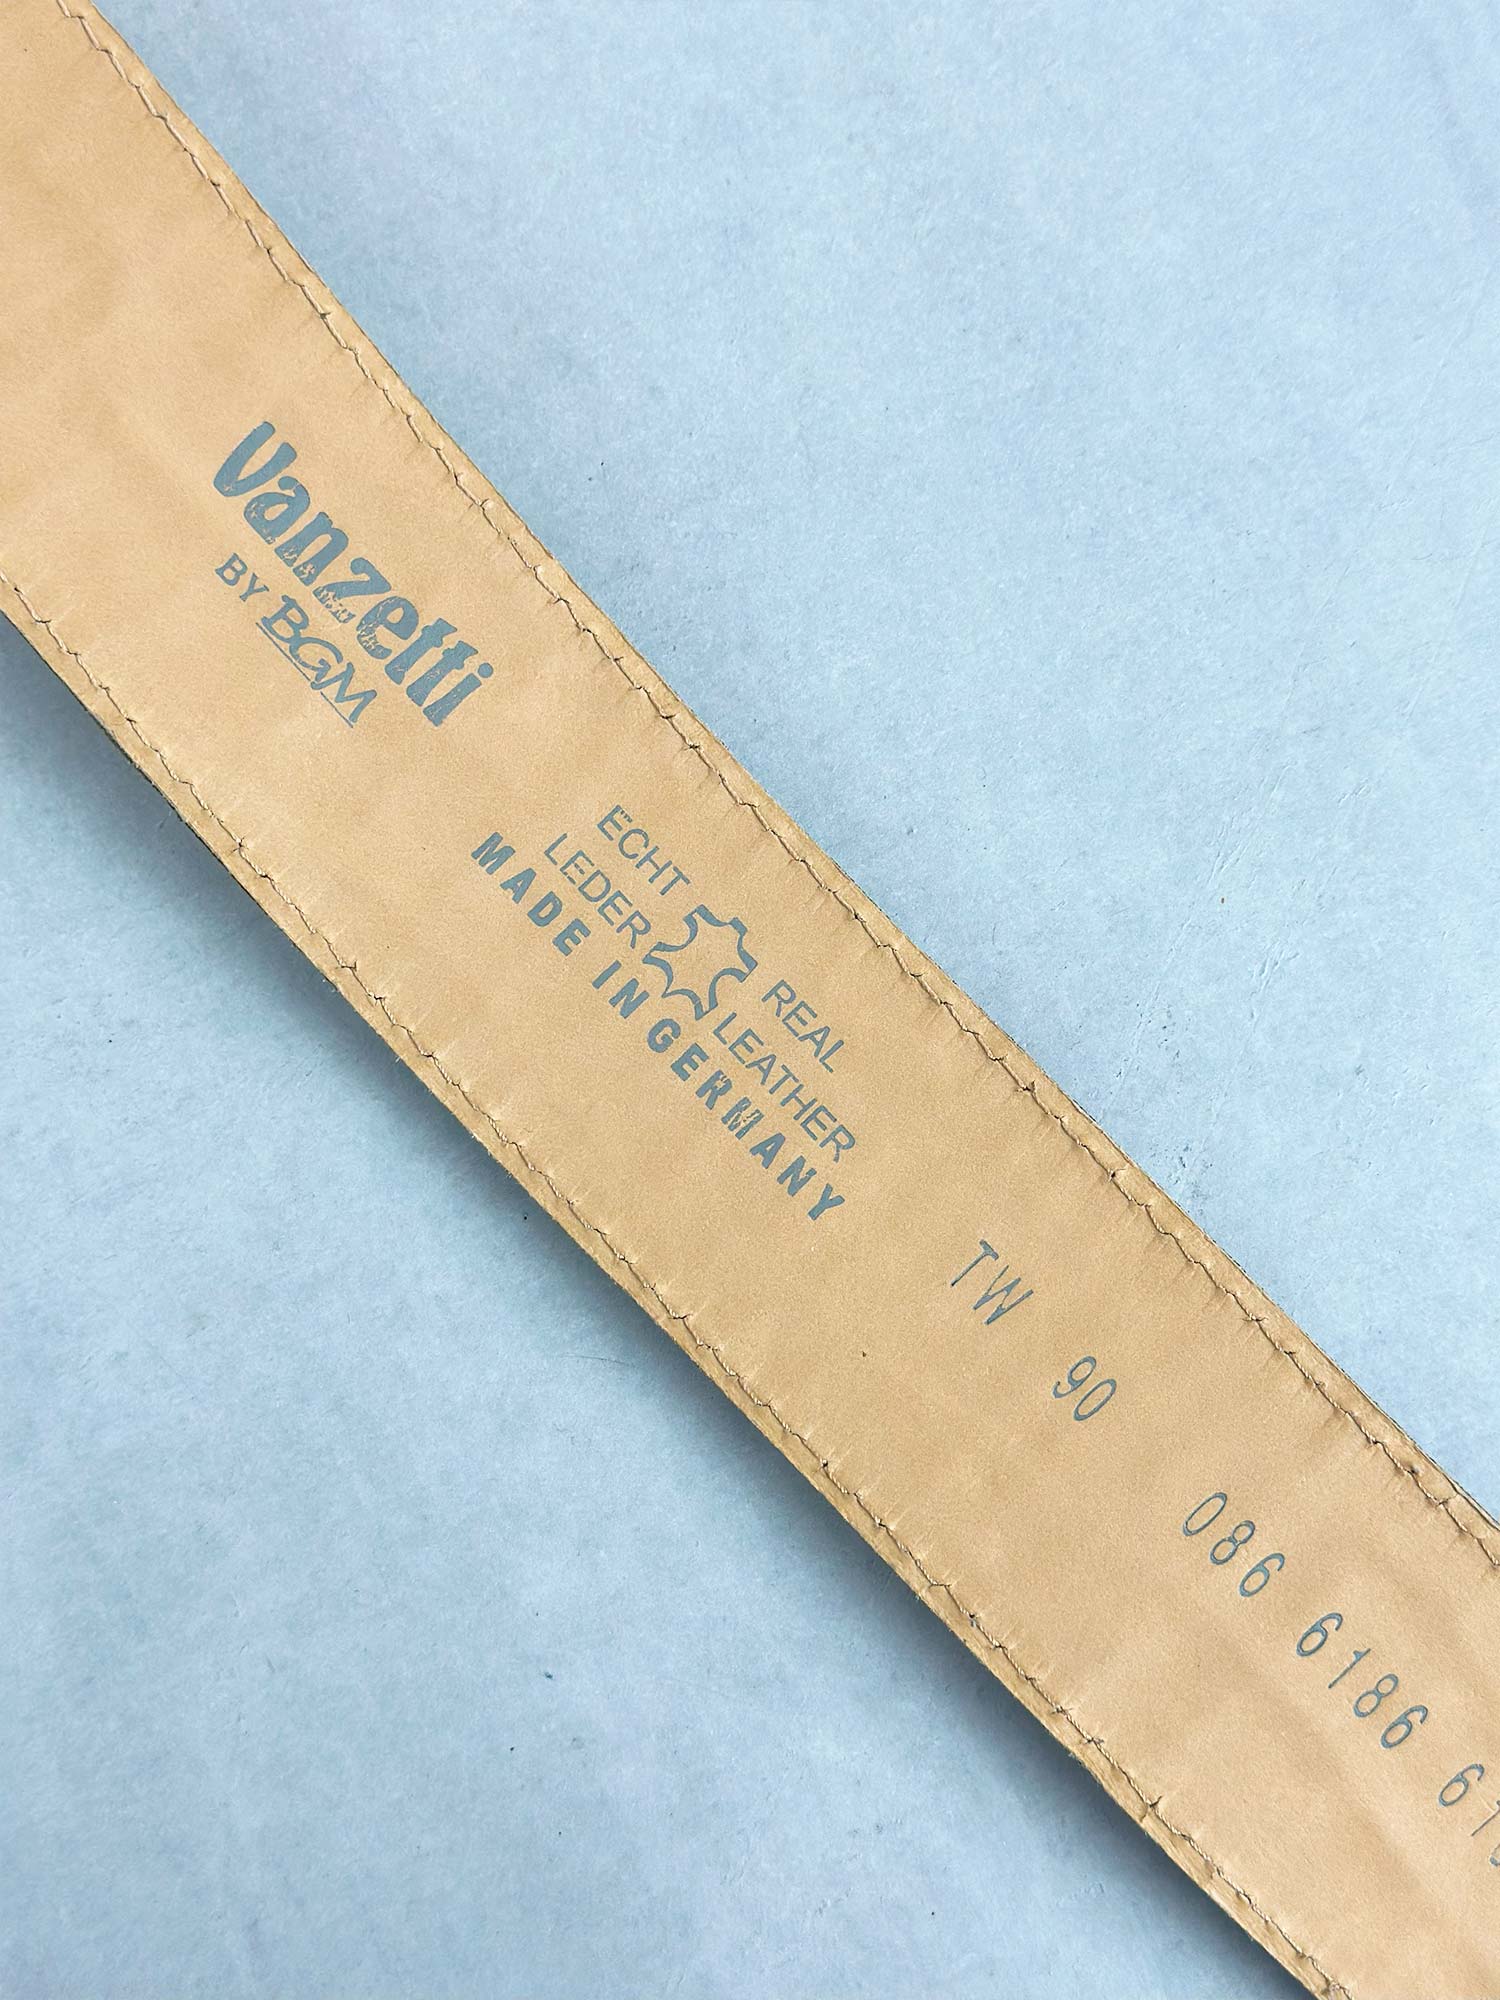 Vanzetti
BY BGM
ECHT
LEDER
REAL
LEATHER
MADE IN GERMANY
TW 90 086 6186